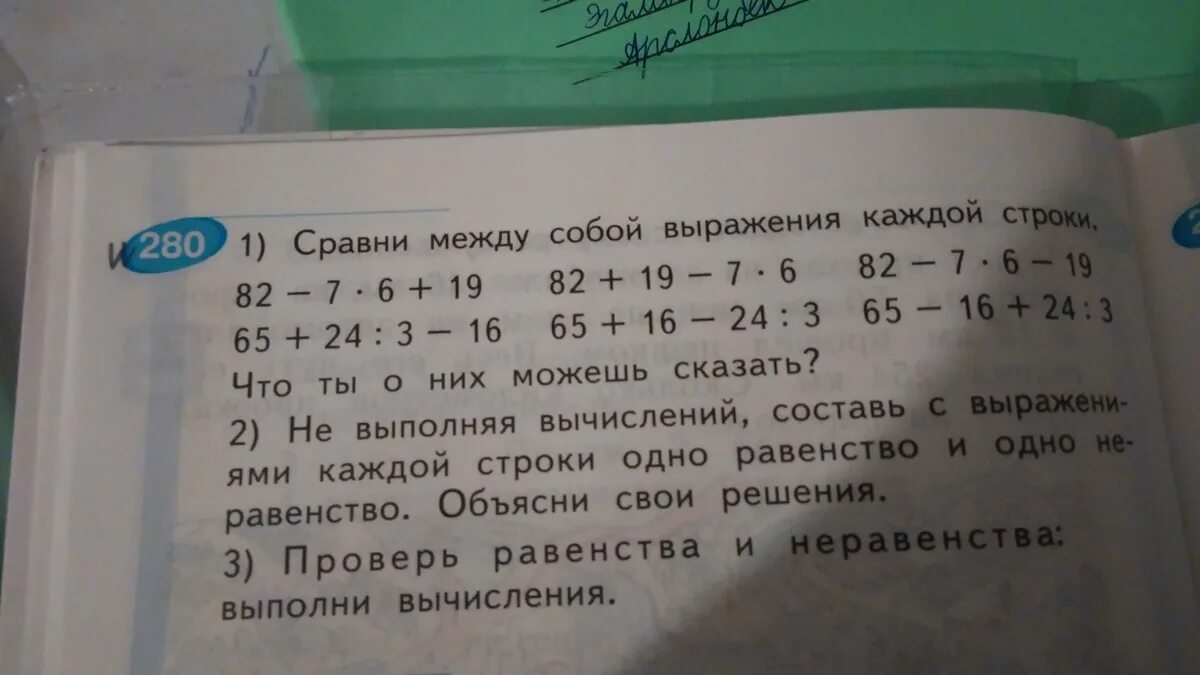 Арслонбек
280 1) Сравни между собой выражения каждой строки.
82 − 7 · 6 + 19 82 + 19 − 7 · 6 82 − 7 · 6 − 19
65 + 24 : 3 − 16 65 + 16 − 24 : 3 65 − 16 + 24 : 3
Что ты о них можешь сказать?
2) Не выполняя вычислений, составь с выражени-
ями каждой строки одно равенство и одно не-
равенство. Объясни свои решения.
3) Проверь равенства и неравенства:
выполни вычисления.